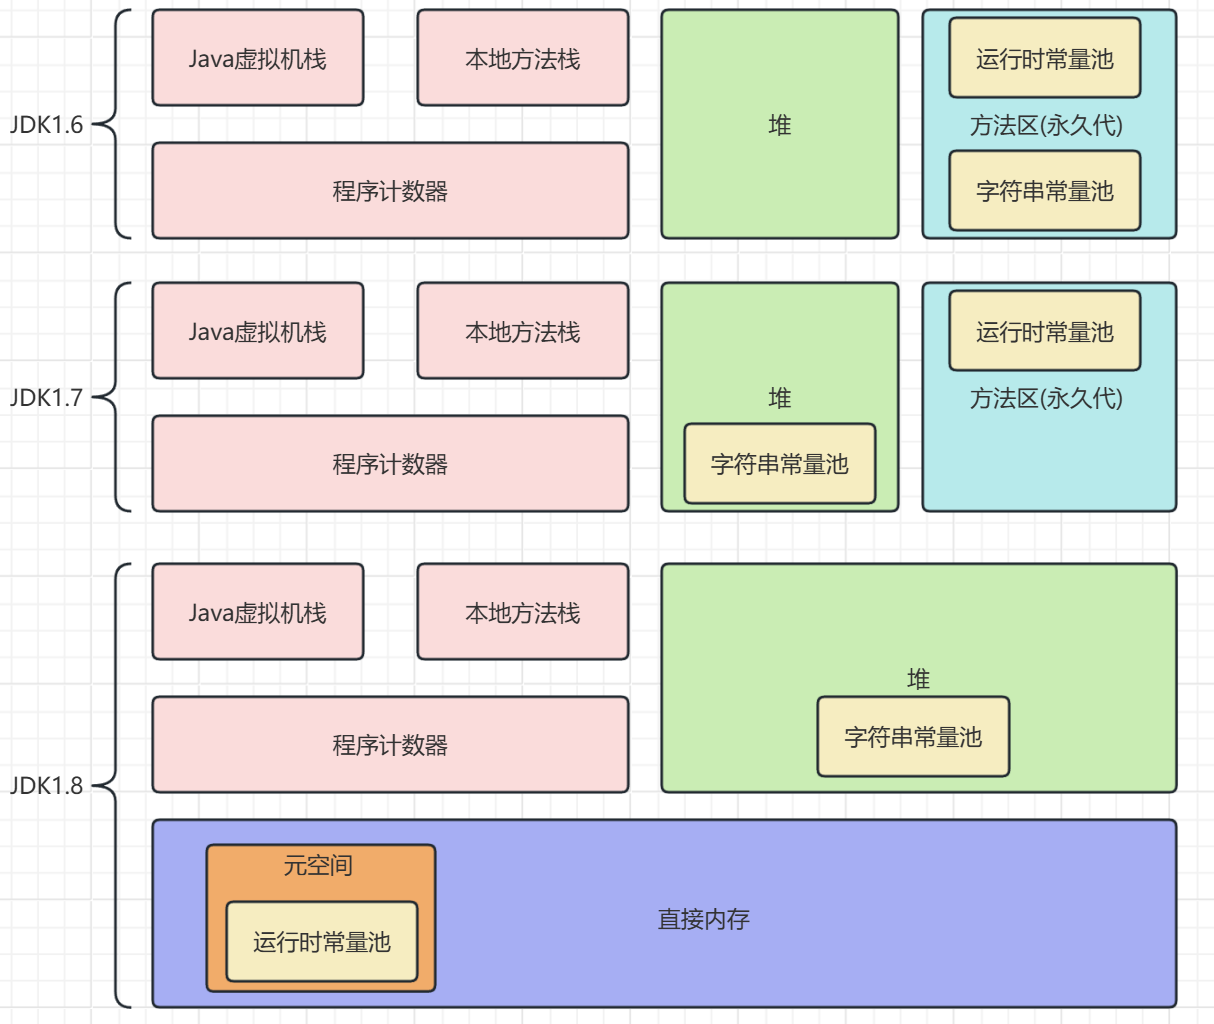 JDK1.6
Java虚拟机栈
本地方法栈
程序计数器
堆
运行时常量池
方法区(永久代)
字符串常量池
JDK1.7
Java虚拟机栈
本地方法栈
程序计数器
堆
字符串常量池
运行时常量池
方法区(永久代)
JDK1.8
Java虚拟机栈
本地方法栈
程序计数器
堆
字符串常量池
元空间
运行时常量池
直接内存